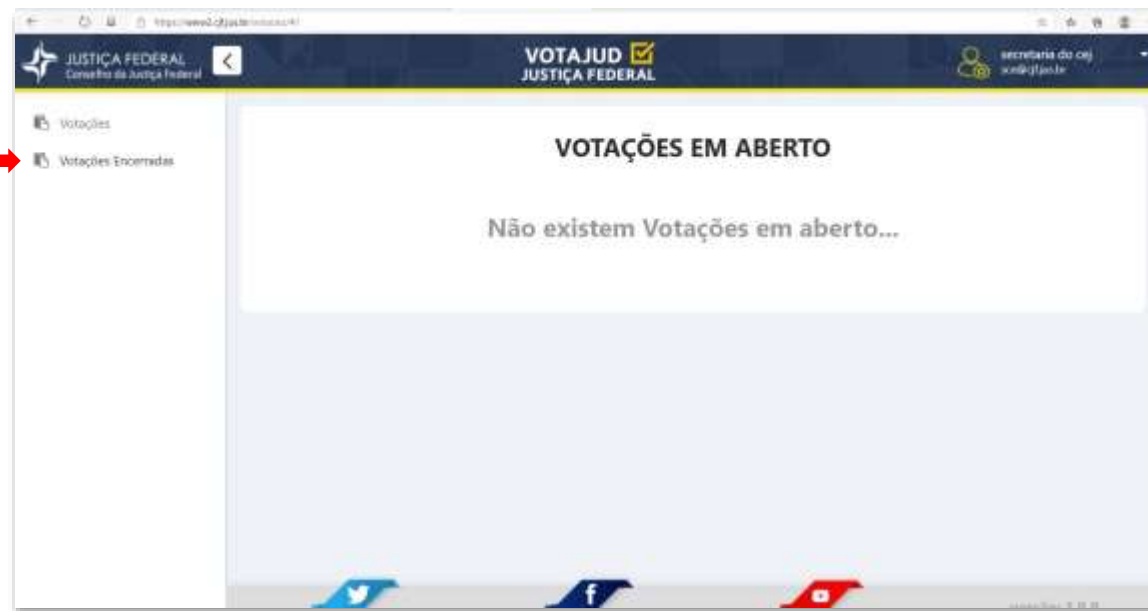 JUSTIÇA FEDERAL
Conselho da Justiça Federal
VOTAJUD
JUSTIÇA FEDERAL
secretaria do cej
Votações
Votações Encerradas
VOTAÇÕES EM ABERTO
Não existem Votações em aberto...